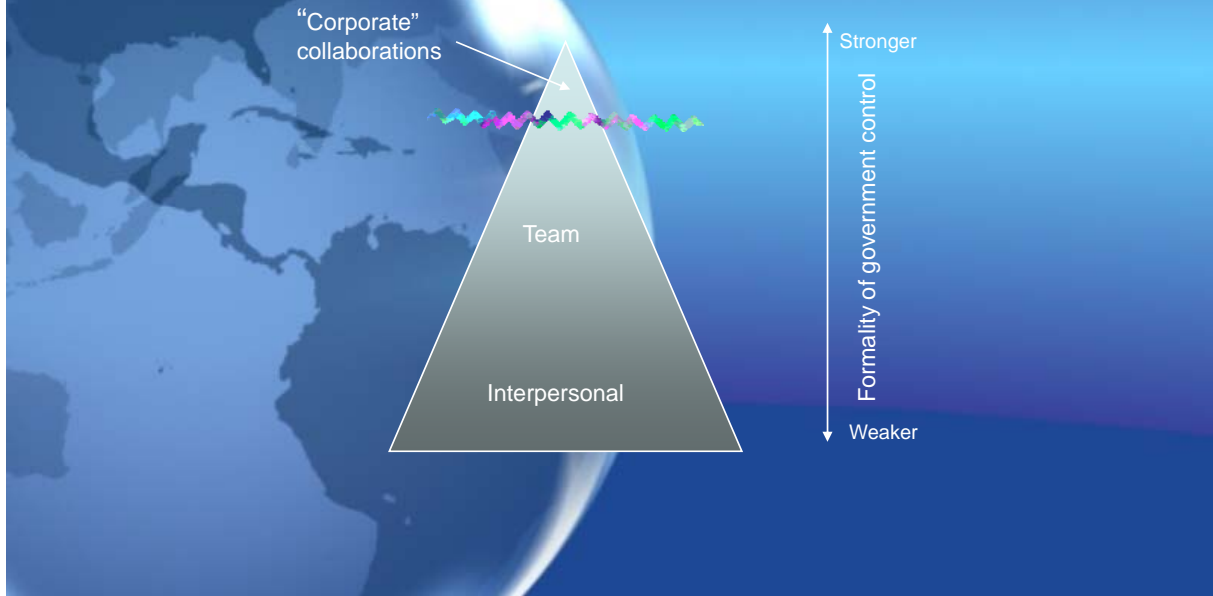 “Corporate”
collaborations
Stronger
Formality of government control
Team
Interpersonal
Weaker